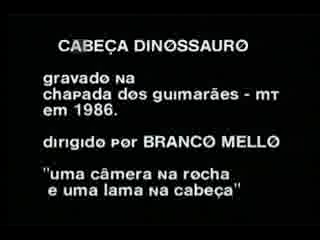 CABEÇA DINOSSAURO
gravado na
chapada dos guimarães - mt
em 1986.
dirigido por BRANCO MELLO
"uma câmera na rocha
e uma lama na cabeça"